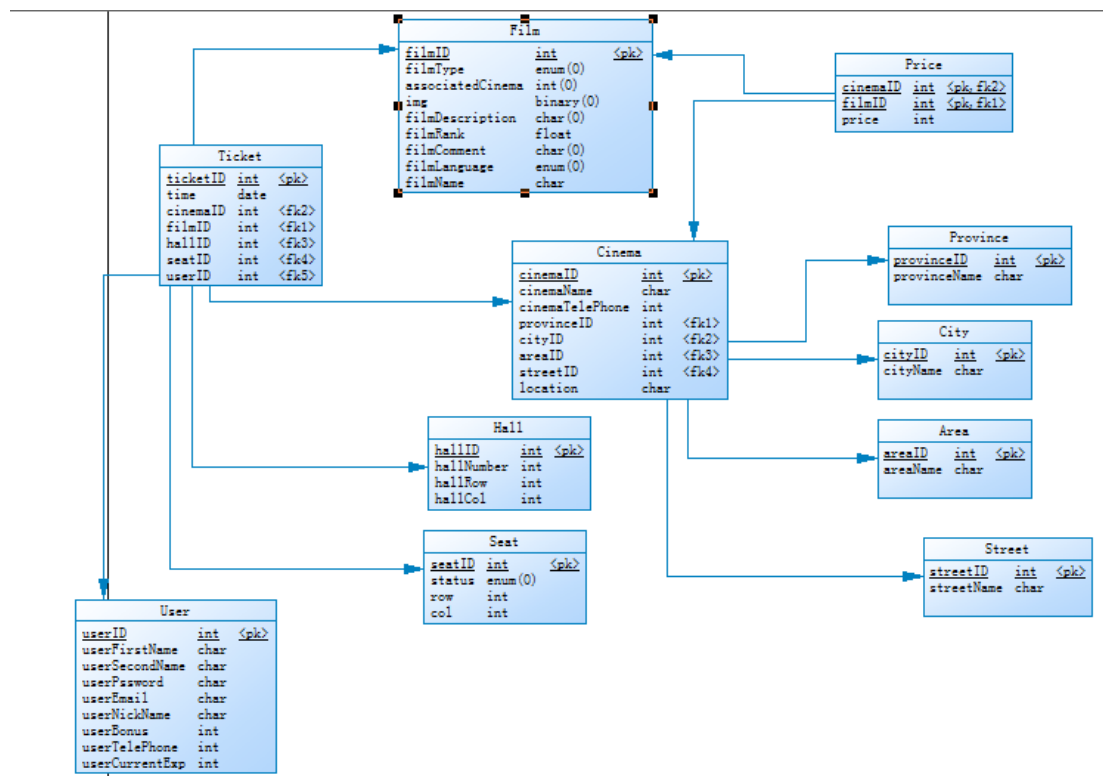 Film
filmID int <pk>
filmType enum(0)
associatedCinema int(0)
img binary(0)
filmDescription char(0)
filmRank float
filmComment char(0)
filmLanguage enum(0)
filmName char
Price
cinemaID int <pk,fk2>
filmID int <pk,fk1>
price int
Ticket
ticketID int <pk>
time date
cinemaID int <fk2>
filmID int <fk1>
hallID int <fk3>
seatID int <fk4>
userID int <fk5>
Cinema
cinemaID int <pk>
cinemaName char
cinemaTelePhone int
provinceID int <fk1>
cityID int <fk2>
areaID int <fk3>
streetID int <fk4>
location char
Province
provinceID int <pk>
provinceName char
City
cityID int <pk>
cityName char
Hall
hallID int <pk>
hallNumber int
hallRow int
hallCol int
Area
areaID int <pk>
areaName char
Seat
seatID int <pk>
status enum(0)
row int
col int
Street
streetID int <pk>
streetName char
User
userID int <pk>
userFirstName char
userSecondName char
userPssword char
userEmail char
userNickName char
userBonus int
userTelePhone int
userCurrentExp int